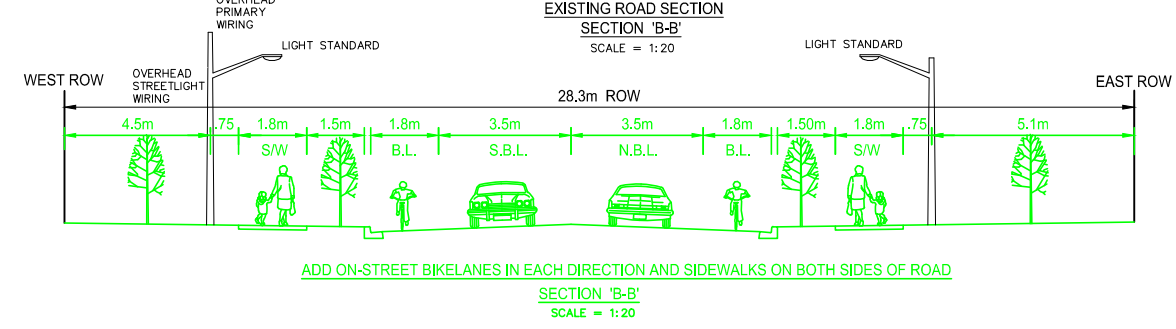 OVERHEAD
PRIMARY
WIRING
EXISTING ROAD SECTION
SECTION 'B-B'
SCALE = 1:20
LIGHT STANDARD
LIGHT STANDARD
WEST ROW
OVERHEAD
STREETLIGHT
WIRING
EAST ROW
28.3m ROW
4.5m .75 1.8m 1.5m 1.8m 3.5m 3.5m 1.8m 1.50m 1.8m .75 5.1m
S/W B.L. S.B.L. N.B.L. B.L. S/W
ADD ON-STREET BIKELANES IN EACH DIRECTION AND SIDEWALKS ON BOTH SIDES OF ROAD
SECTION 'B-B'
SCALE = 1:20